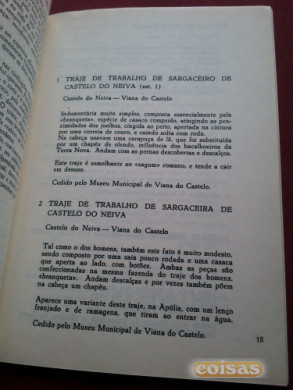 1 TRAJE DE TRABALHO DE SARGACEIRO DE
CASTELO DO NEIVA (est. 1)
Castelo do Neiva — Viana do Castelo
Indumentária muito simples, composta essencialmente pela
«branqueta», espécie de casaco comprido, atingindo as pro-
ximidades dos joelhos, cingida ao peito, apertada na cintura
por uma correia de couro, e saindo solta com roda.
Na cabeça usavam uma carapuça de lã, que foi substituída
por um chapéu de oleado, influência dos bacalhoeiros da
Terra Nova. Andam com as pernas descobertas e descalços.
Este traje é semelhante ao «sagum» romano, e tende a cair
em desuso.
Cedido pelo Museu Municipal de Viana do Castelo.
2 TRAJE DE TRABALHO DE SARGACEIRA DE
CASTELO DO NEIVA
Castelo do Neiva — Viana do Castelo
Tal como o dos homens, também este fato é muito modesto,
sendo composto por uma saia pouco rodada e uma casaca
que aperta ao lado, com botões. Ambas as peças são
confeccionadas na mesma fazenda do traje dos homens
«branqueta». Andam descalças e por vezes também põem
na cabeça um chapéu.
Aparece uma variante deste traje, na Apúlia, com um lenço
franjado e de ramagens, que tiram ao entrar na água.
Cedido pelo Museu Municipal de Viana do Castelo.
15
coisas